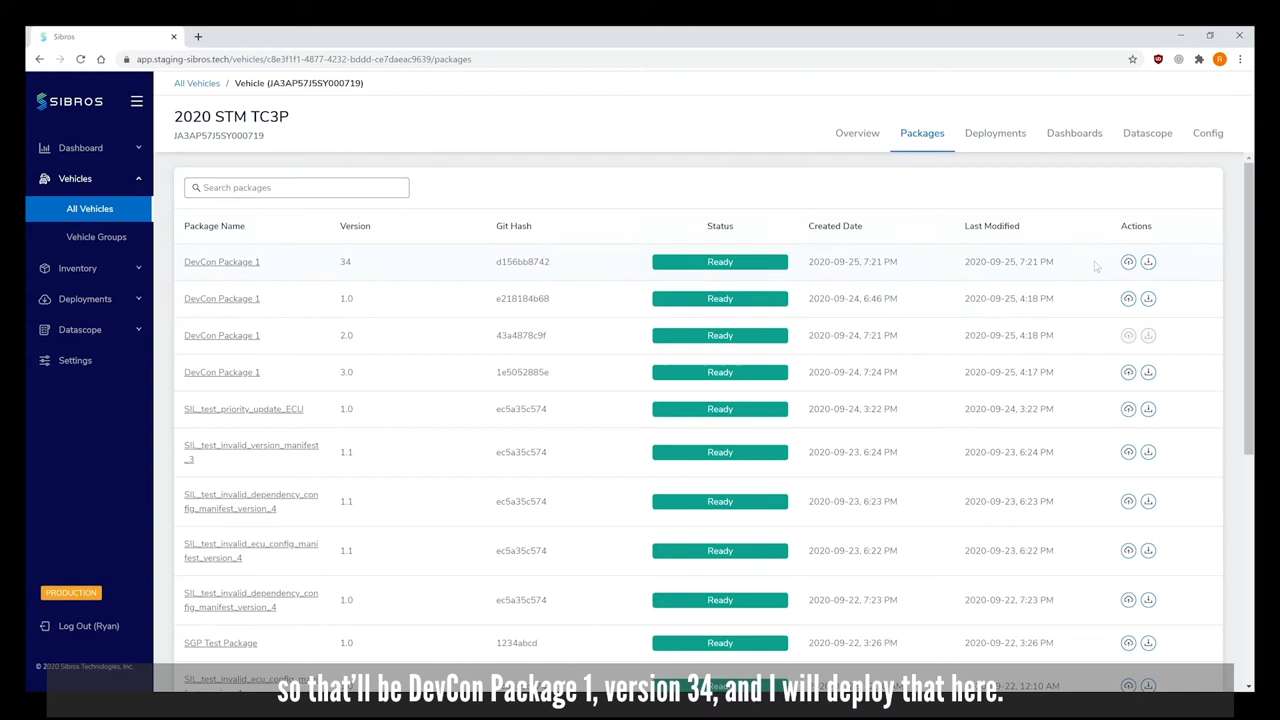 Sibros
app.staging-sibros.tech/vehicles/c8e3f1f1-4877-4232-bddd-ce7daeac9639/packages
R
SIBROS
All Vehicles / Vehicle (JA3AP57J5SY000719)
2020 STM TC3P
JA3AP57J5SY000719
Overview Packages Deployments Dashboards Datascope Config
Dashboard
Vehicles
All Vehicles
Vehicle Groups
Inventory
Deployments
Datascope
Settings
PRODUCTION
Log Out (Ryan)
© 2020 Sibros Technologies, Inc.
Search packages
Package Name Version Git Hash Status Created Date Last Modified Actions
DevCon Package 1 34 d156bb8742 Ready 2020-09-25, 7:21 PM 2020-09-25, 7:21 PM
DevCon Package 1 1.0 e218184b68 Ready 2020-09-24, 6:46 PM 2020-09-25, 4:18 PM
DevCon Package 1 2.0 43a4878c9f Ready 2020-09-24, 7:21 PM 2020-09-25, 4:18 PM
DevCon Package 1 3.0 1e5052885e Ready 2020-09-24, 7:24 PM 2020-09-25, 4:17 PM
SIL_test_priority_update_ECU 1.0 ec5a35c574 Ready 2020-09-24, 3:22 PM 2020-09-24, 3:22 PM
SIL_test_invalid_version_manifest
_3 1.1 ec5a35c574 Ready 2020-09-23, 6:24 PM 2020-09-23, 6:24 PM
SIL_test_invalid_dependency_con
fig_manifest_version_4 1.1 ec5a35c574 Ready 2020-09-23, 6:23 PM 2020-09-23, 6:23 PM
SIL_test_invalid_ecu_config_mani
fest_version_4 1.1 ec5a35c574 Ready 2020-09-23, 6:22 PM 2020-09-23, 6:22 PM
SIL_test_invalid_dependency_con
fig_manifest_version_4 1.0 ec5a35c574 Ready 2020-09-22, 7:23 PM 2020-09-22, 7:23 PM
SGP Test Package 1.0 1234abcd Ready 2020-09-22, 3:26 PM 2020-09-22, 3:26 PM
SIL_test_invalid_ecu_config_mani
so that'll be DevCon Package 1, version 34, and I will deploy that here.